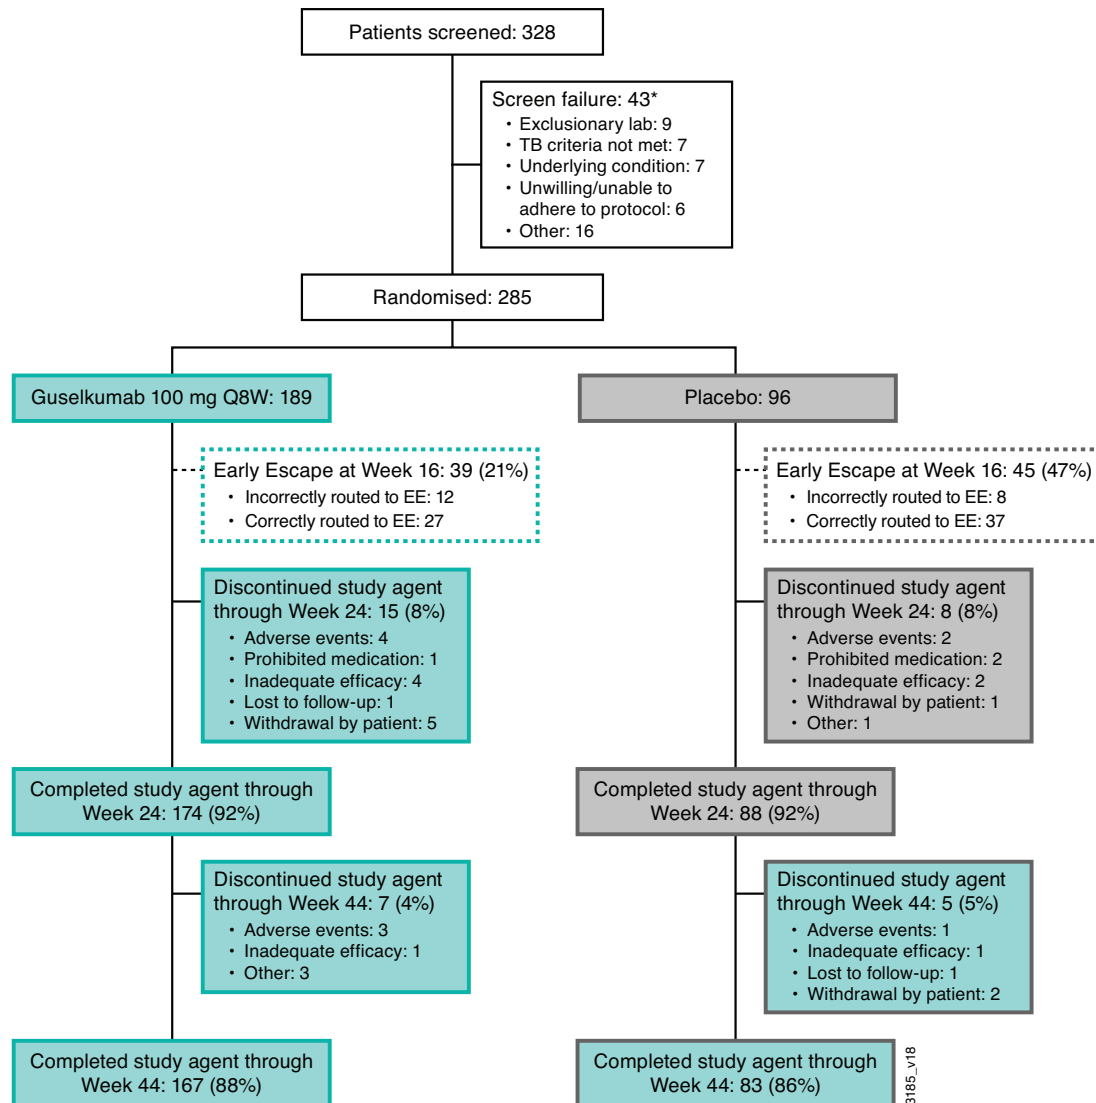 Patients screened: 328
Screen failure: 43*
• Exclusionary lab: 9
• TB criteria not met: 7
• Underlying condition: 7
• Unwilling/unable to
adhere to protocol: 6
• Other: 16
Randomised: 285
Guselkumab 100 mg Q8W: 189
Placebo: 96
Early Escape at Week 16: 39 (21%)
• Incorrectly routed to EE: 12
• Correctly routed to EE: 27
Early Escape at Week 16: 45 (47%)
• Incorrectly routed to EE: 8
• Correctly routed to EE: 37
Discontinued study agent
through Week 24: 15 (8%)
• Adverse events: 4
• Prohibited medication: 1
• Inadequate efficacy: 4
• Lost to follow-up: 1
• Withdrawal by patient: 5
Discontinued study agent
through Week 24: 8 (8%)
• Adverse events: 2
• Prohibited medication: 2
• Inadequate efficacy: 2
• Withdrawal by patient: 1
• Other: 1
Completed study agent through
Week 24: 174 (92%)
Completed study agent through
Week 24: 88 (92%)
Discontinued study agent
through Week 44: 7 (4%)
• Adverse events: 3
• Inadequate efficacy: 1
• Other: 3
Discontinued study agent
through Week 44: 5 (5%)
• Adverse events: 1
• Inadequate efficacy: 1
• Lost to follow-up: 1
• Withdrawal by patient: 2
Completed study agent through
Week 44: 167 (88%)
Completed study agent through
Week 44: 83 (86%)
3185_v18